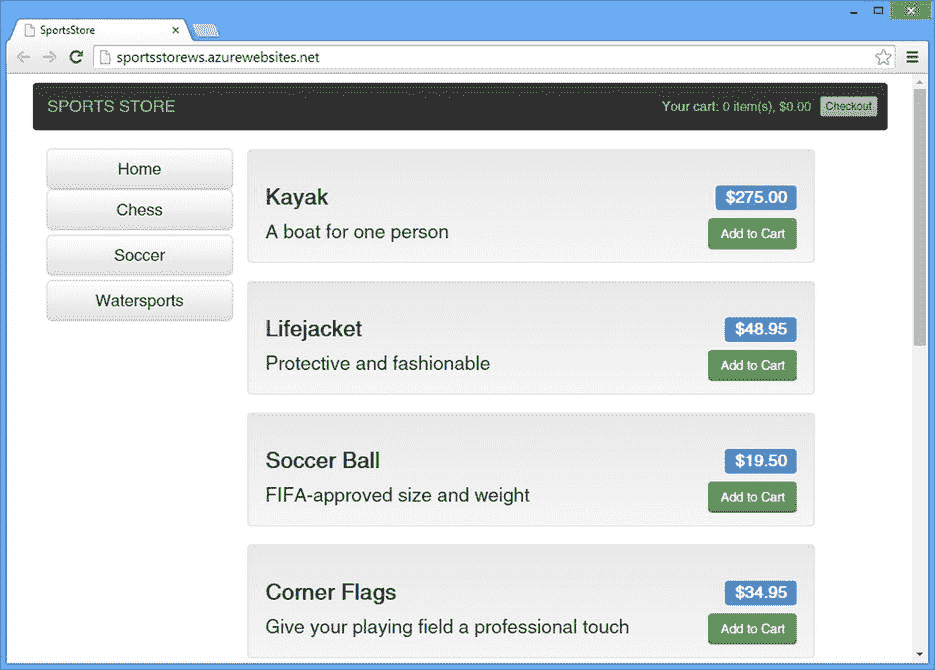 SportsStore
sportsstorews.azurewebsites.net
SPORTS STORE
Your cart: 0 item(s), $0.00 Checkout
Home
Chess
Soccer
Watersports
Kayak $275.00
A boat for one person Add to Cart
Lifejacket $48.95
Protective and fashionable Add to Cart
Soccer Ball $19.50
FIFA-approved size and weight Add to Cart
Corner Flags $34.95
Give your playing field a professional touch Add to Cart